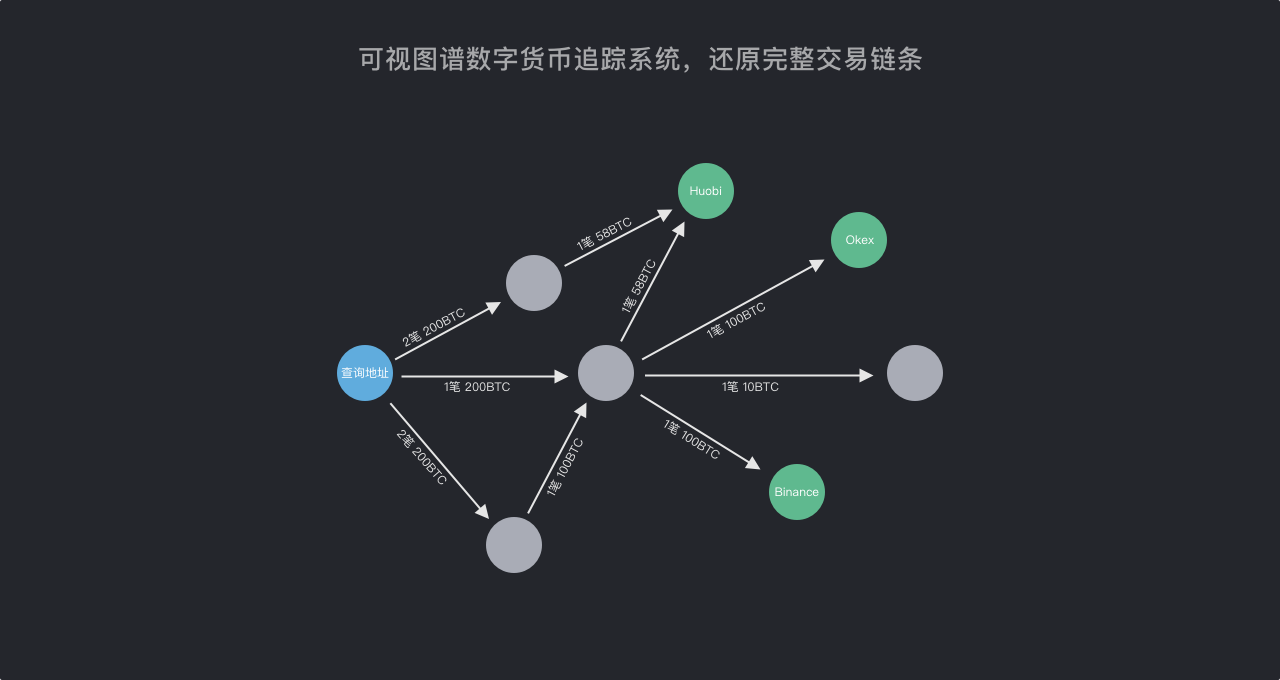 可视图谱数字货币追踪系统，还原完整交易链条
Huobi
1笔 58BTC
Okex
1笔 58BTC
1笔 100BTC
2笔 200BTC
查询地址
1笔 200BTC
1笔 10BTC
1笔 100BTC
2笔 200BTC
1笔 100BTC
Binance